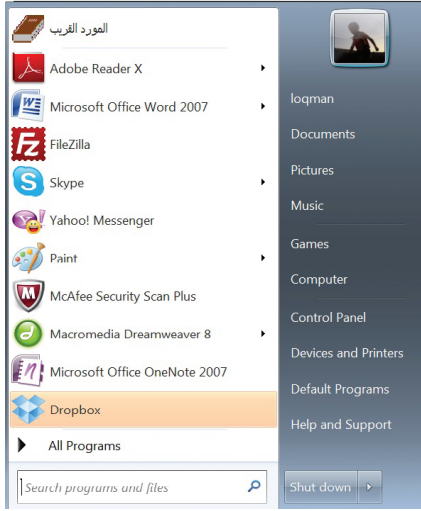 المورد القريب
Adobe Reader X
Microsoft Office Word 2007
FileZilla
Skype
Yahoo! Messenger
Paint
McAfee Security Scan Plus
Macromedia Dreamweaver 8
Microsoft Office OneNote 2007
Dropbox
All Programs
Search programs and files
loqman
Documents
Pictures
Music
Games
Computer
Control Panel
Devices and Printers
Default Programs
Help and Support
Shut down